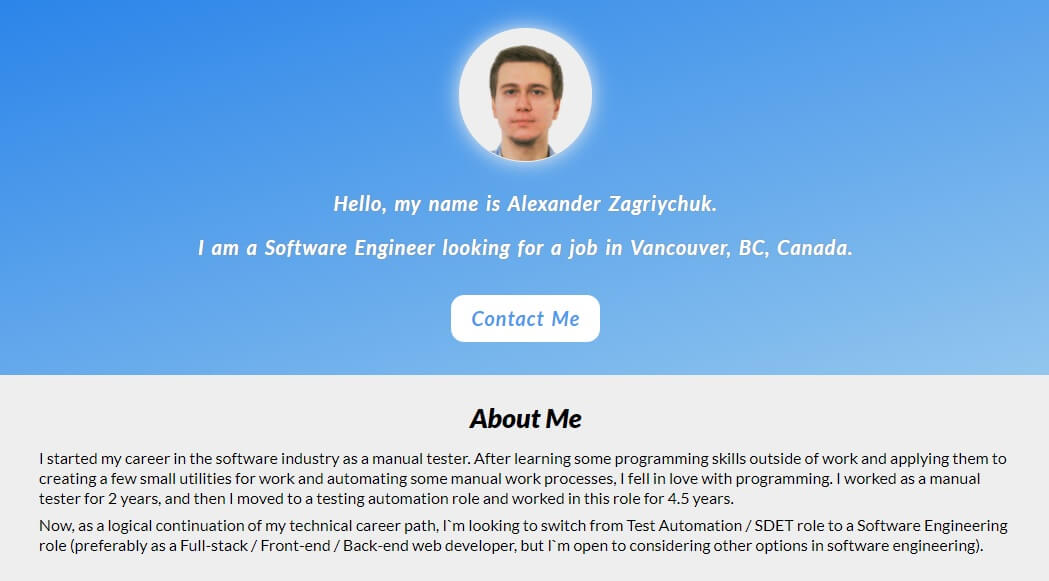 Hello, my name is Alexander Zagriychuk.
I am a Software Engineer looking for a job in Vancouver, BC, Canada.
Contact Me
About Me
I started my career in the software industry as a manual tester. After learning some programming skills outside of work and applying them to
creating a few small utilities for work and automating some manual work processes, I fell in love with programming. I worked as a manual
tester for 2 years, and then I moved to a testing automation role and worked in this role for 4.5 years.
Now, as a logical continuation of my technical career path, I`m looking to switch from Test Automation / SDET role to a Software Engineering
role (preferably as a Full-stack / Front-end / Back-end web developer, but I`m open to considering other options in software engineering).